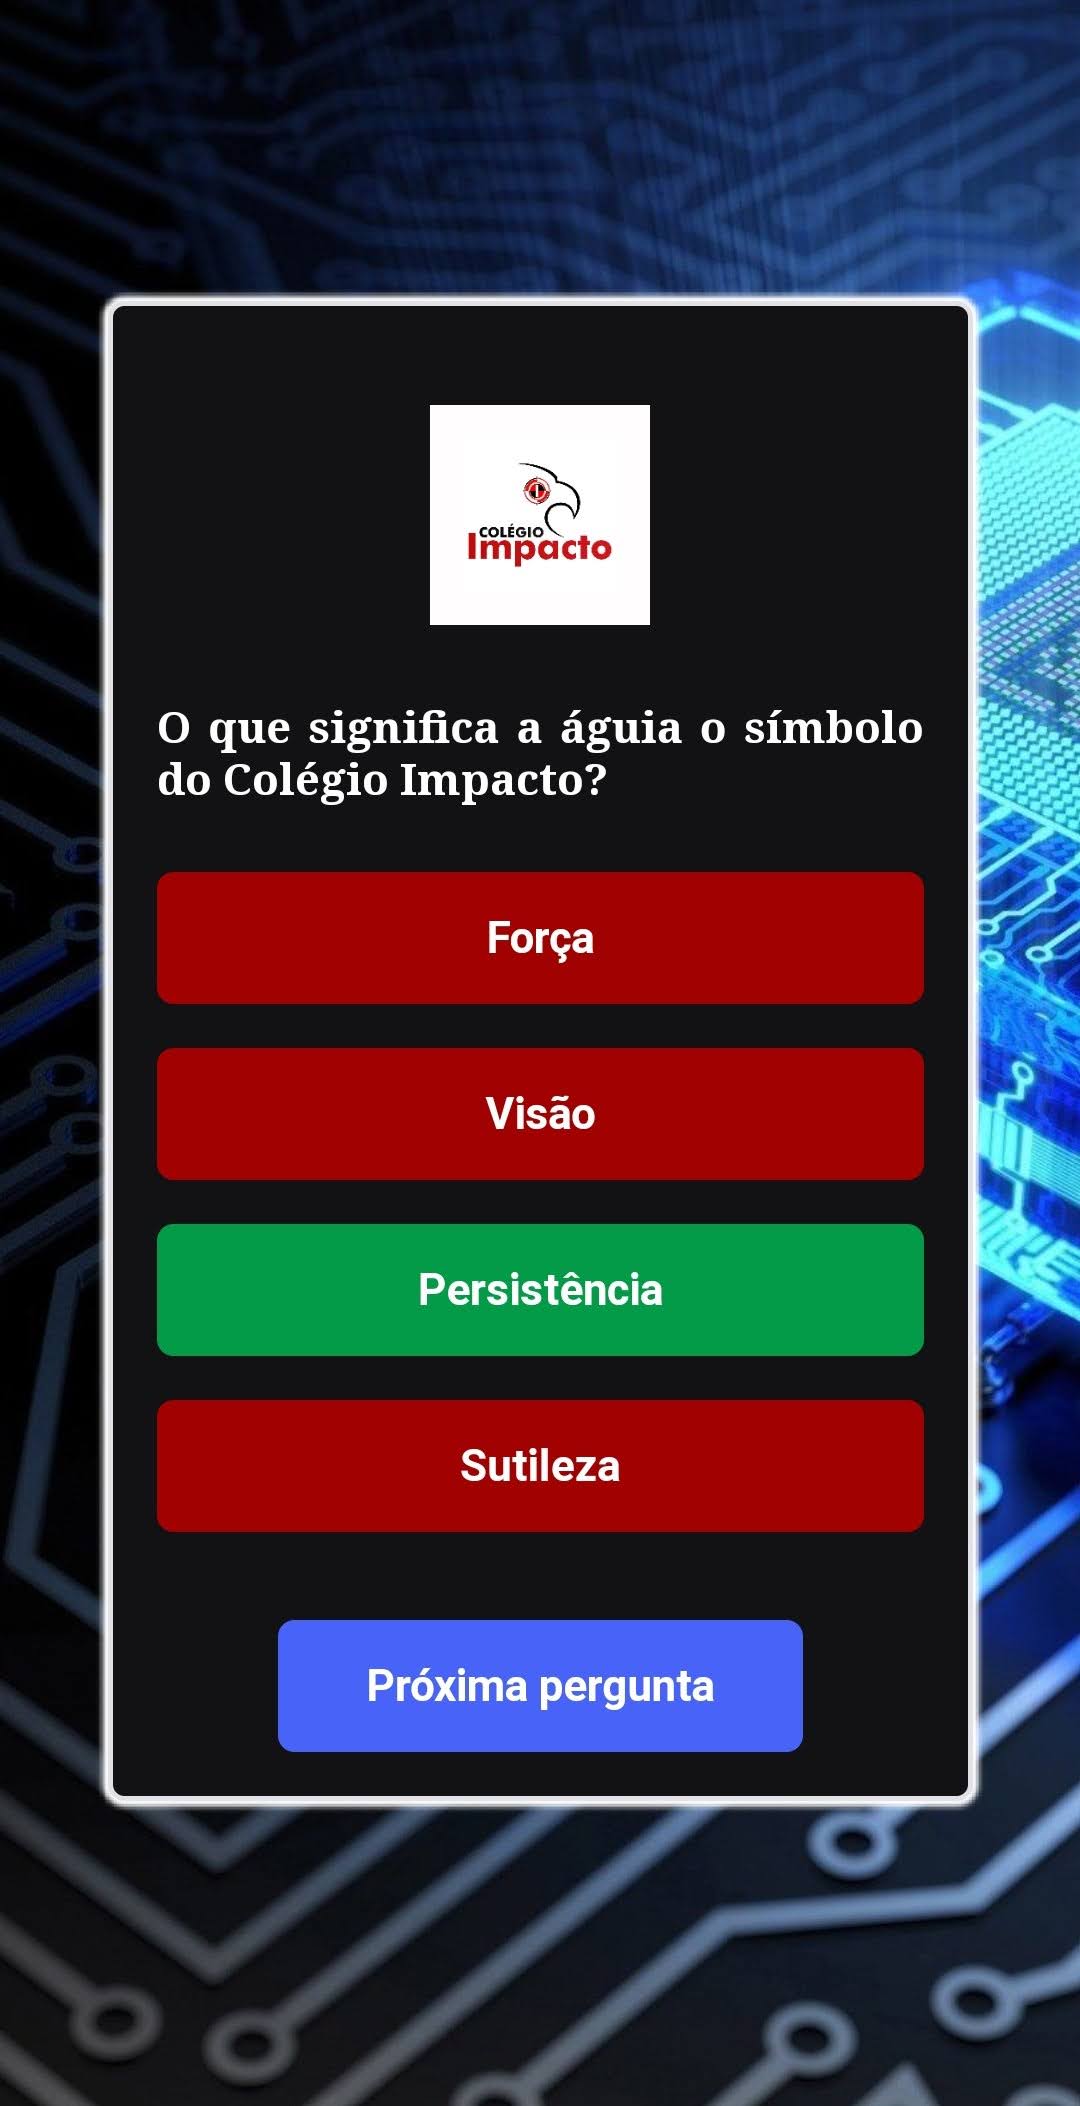 COLÉGIO
Impacto
O que significa a águia o símbolo
do Colégio Impacto?
Força
Visão
Persistência
Sutileza
Próxima pergunta